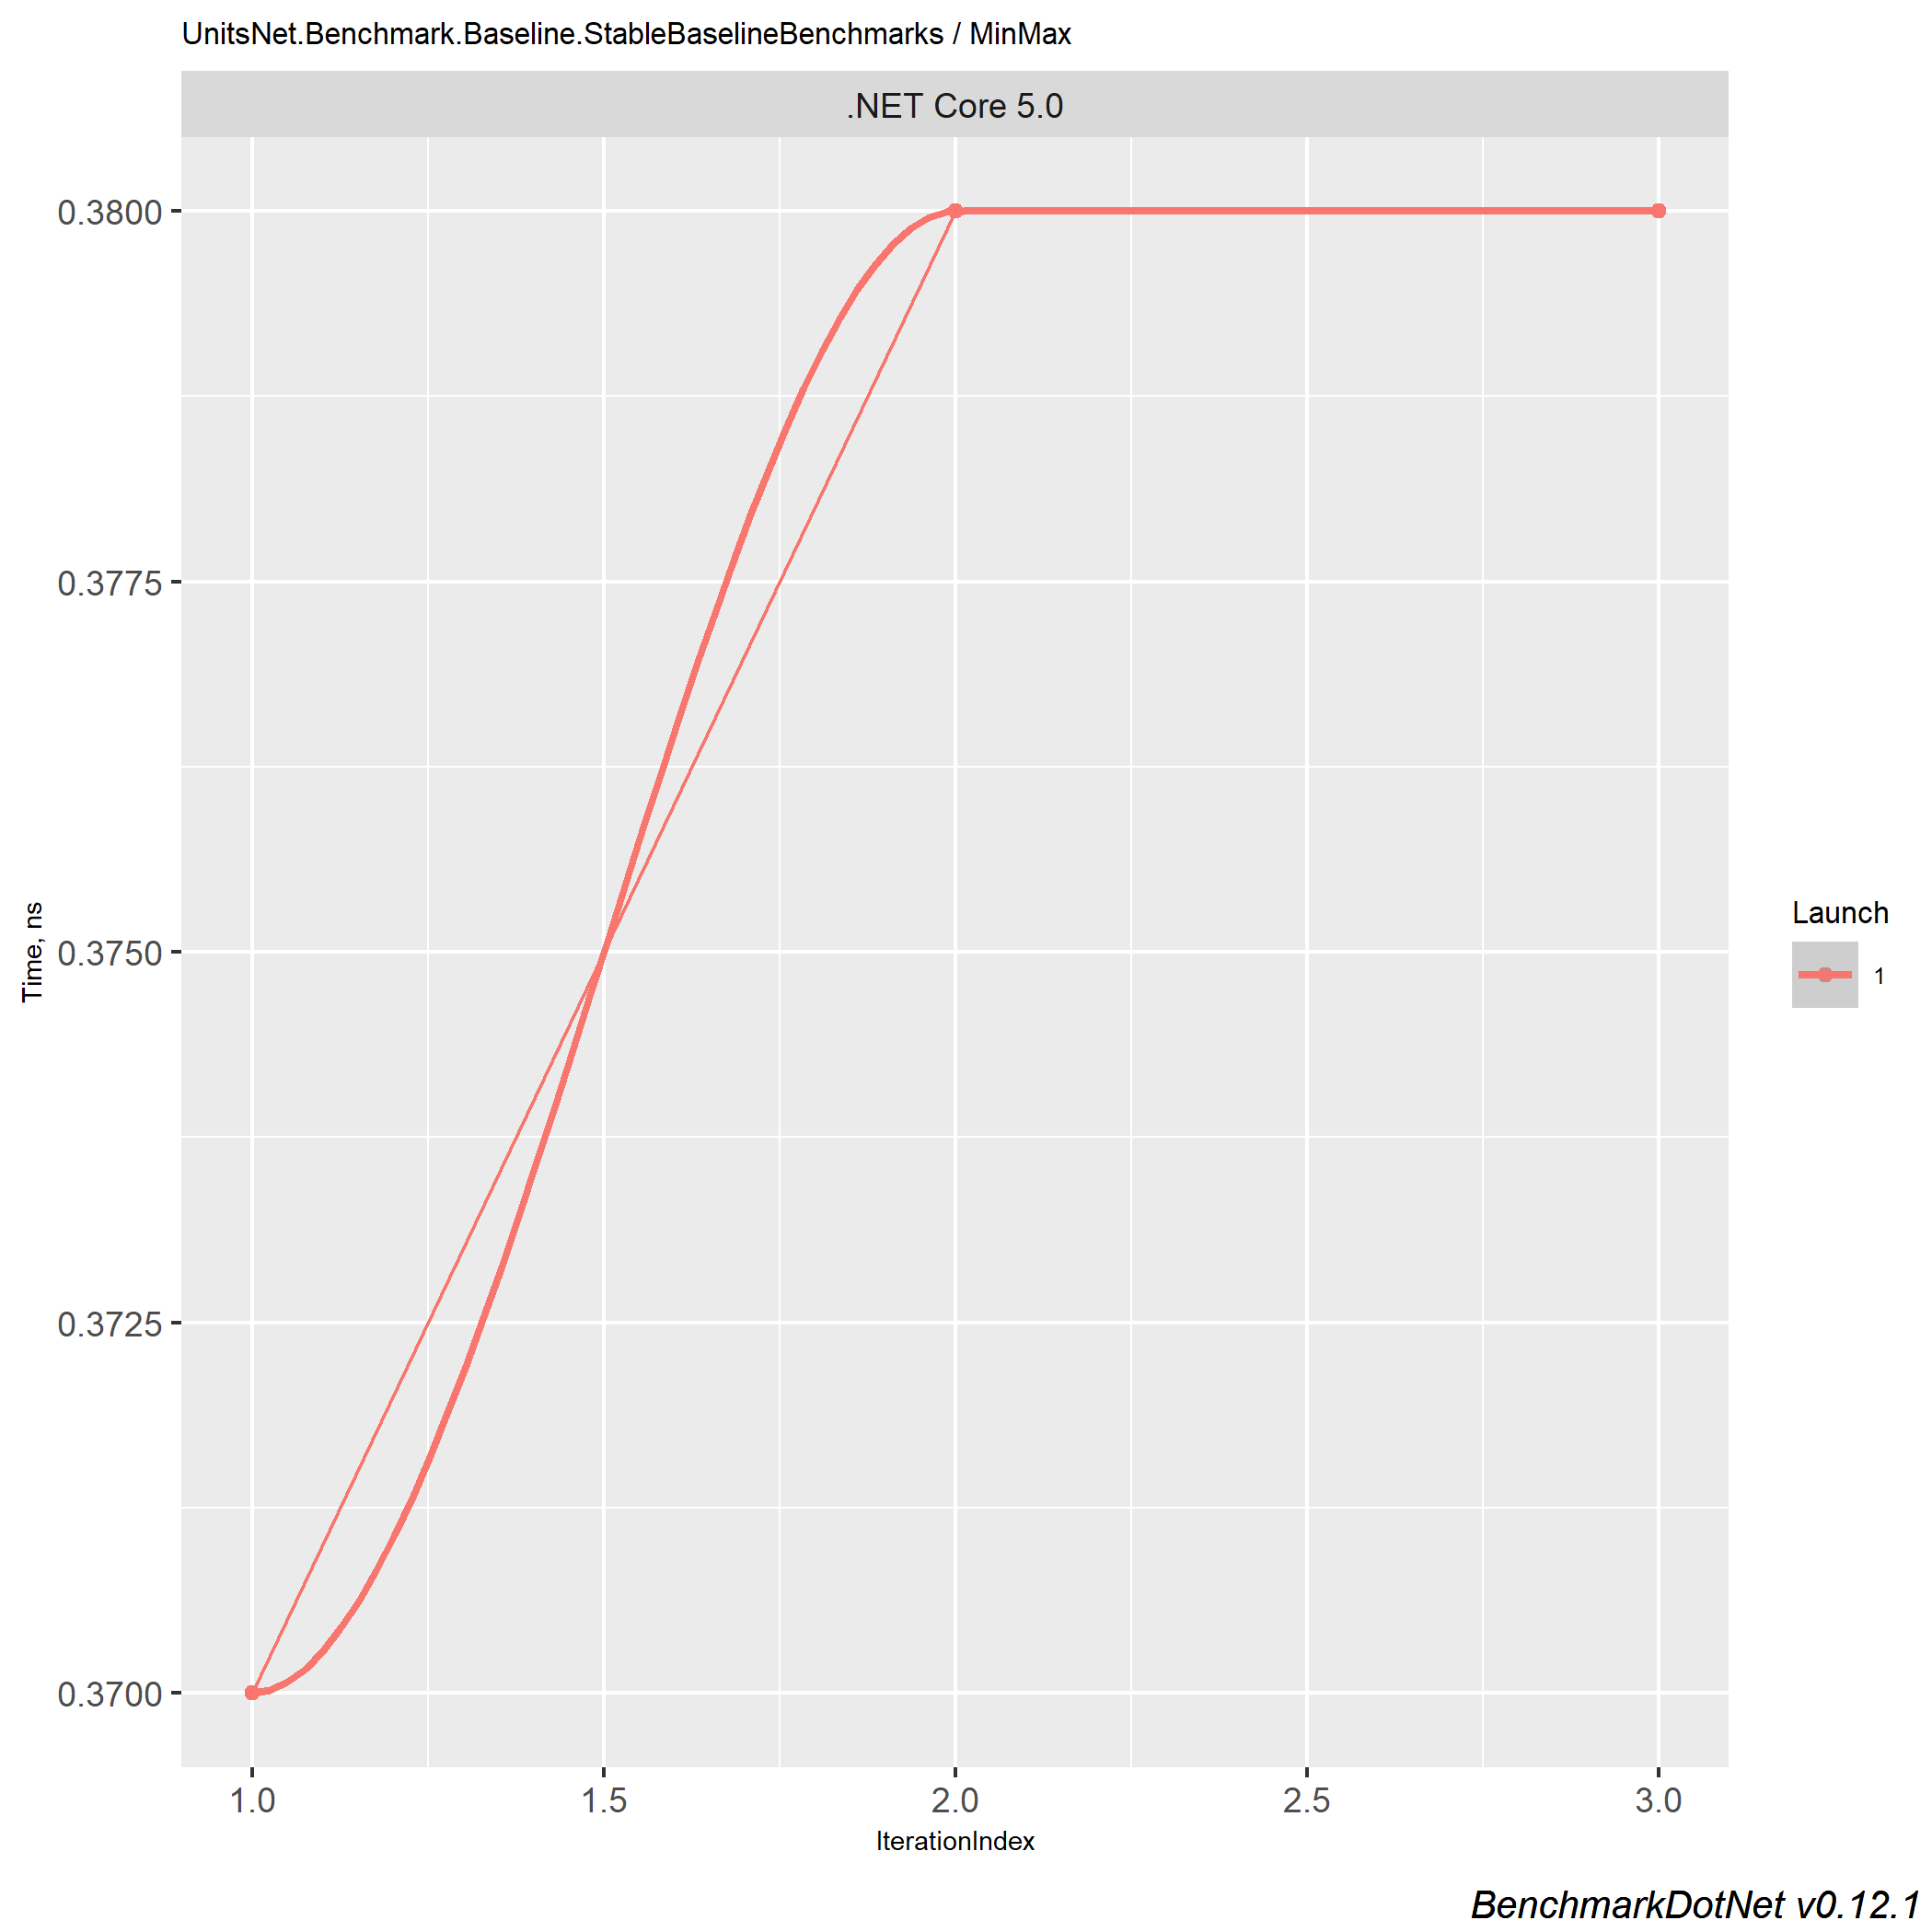 UnitsNet.Benchmark.Baseline.StableBaselineBenchmarks / MinMax
.NET Core 5.0
0.3800
0.3775
0.3750
0.3725
0.3700
Time, ns
1.0 1.5 2.0 2.5 3.0
IterationIndex
Launch
1
BenchmarkDotNet v0.12.1